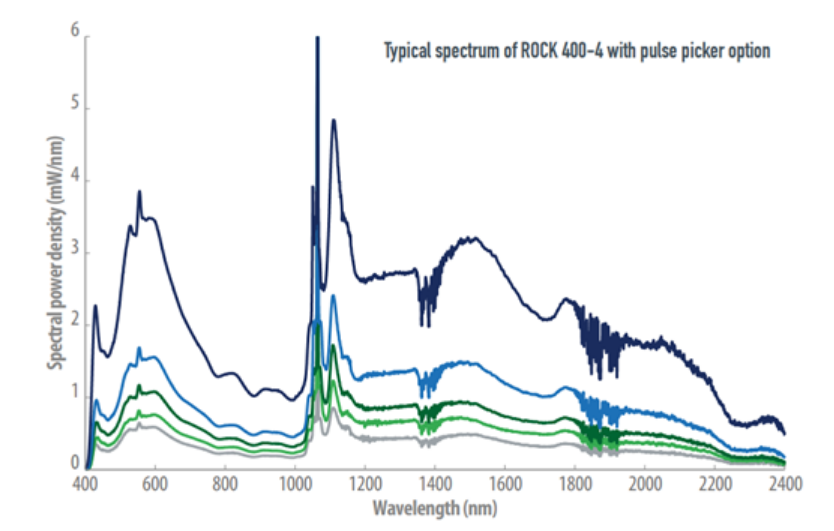 Typical spectrum of ROCK 400-4 with pulse picker option
Spectral power density (mW/nm)
6
5
4
3
2
1
0
400 600 800 1000 1200 1400 1600 1800 2000 2200 2400
Wavelength (nm)